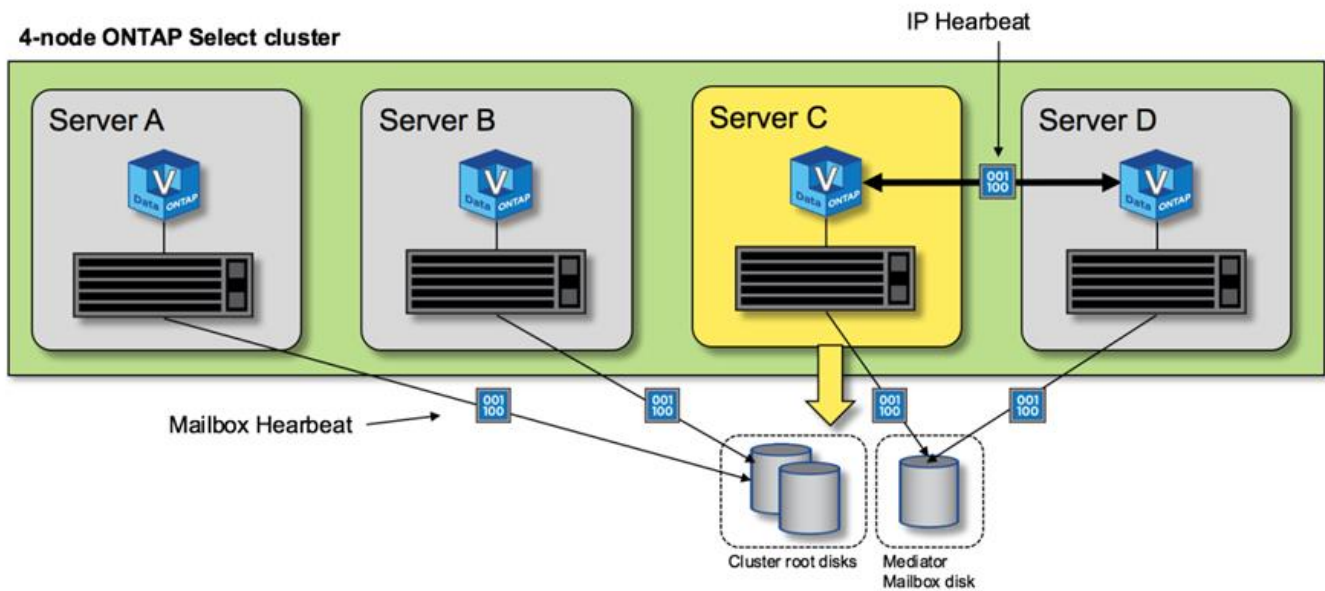 IP Hearbeat
4-node ONTAP Select cluster
Server A
Server B
Server C
Server D
V
Data ONTAP
V
Data ONTAP
V
Data ONTAP
V
Data ONTAP
001
100
Mailbox Hearbeat
001
100
001
100
001
100
001
100
Cluster root disks
Mediator
Mailbox disk